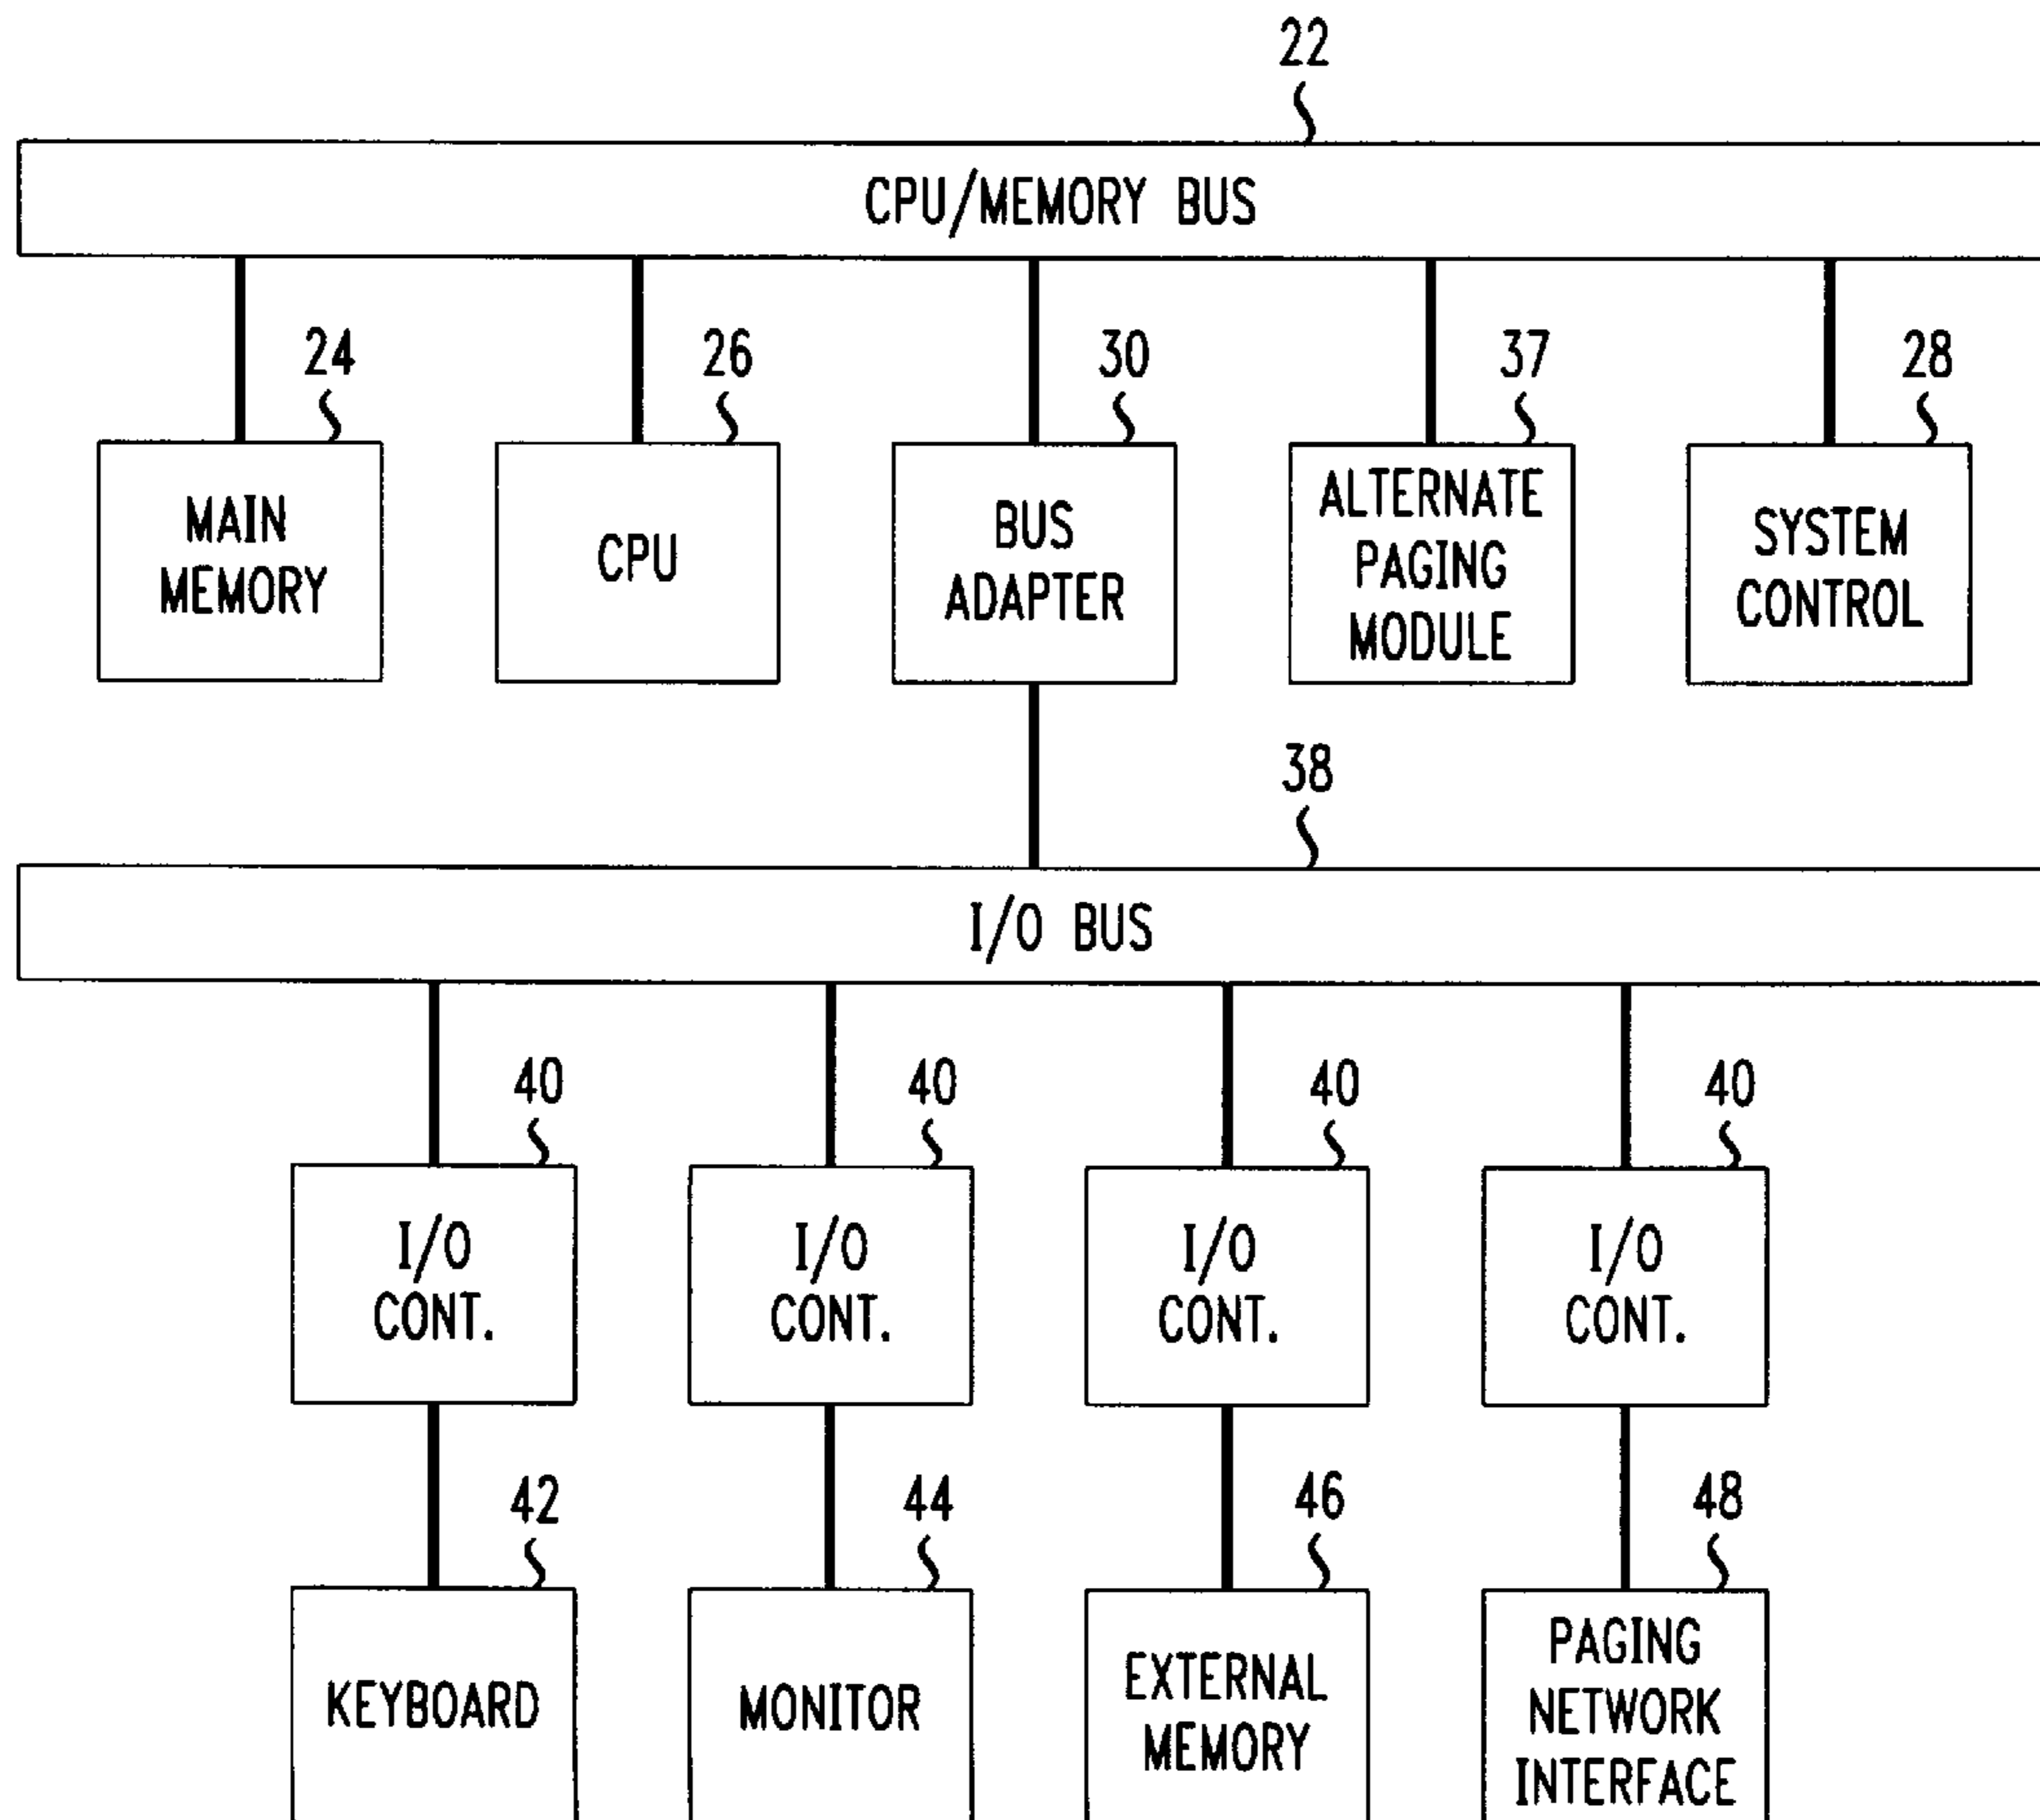 22
CPU/MEMORY BUS
24
26
30
37
28
MAIN
MEMORY
CPU
BUS
ADAPTER
ALTERNATE
PAGING
MODULE
SYSTEM
CONTROL
38
I/O BUS
40
40
40
40
I/O
CONT.
I/O
CONT.
I/O
CONT.
I/O
CONT.
42
44
46
48
KEYBOARD
MONITOR
EXTERNAL
MEMORY
PAGING
NETWORK
INTERFACE